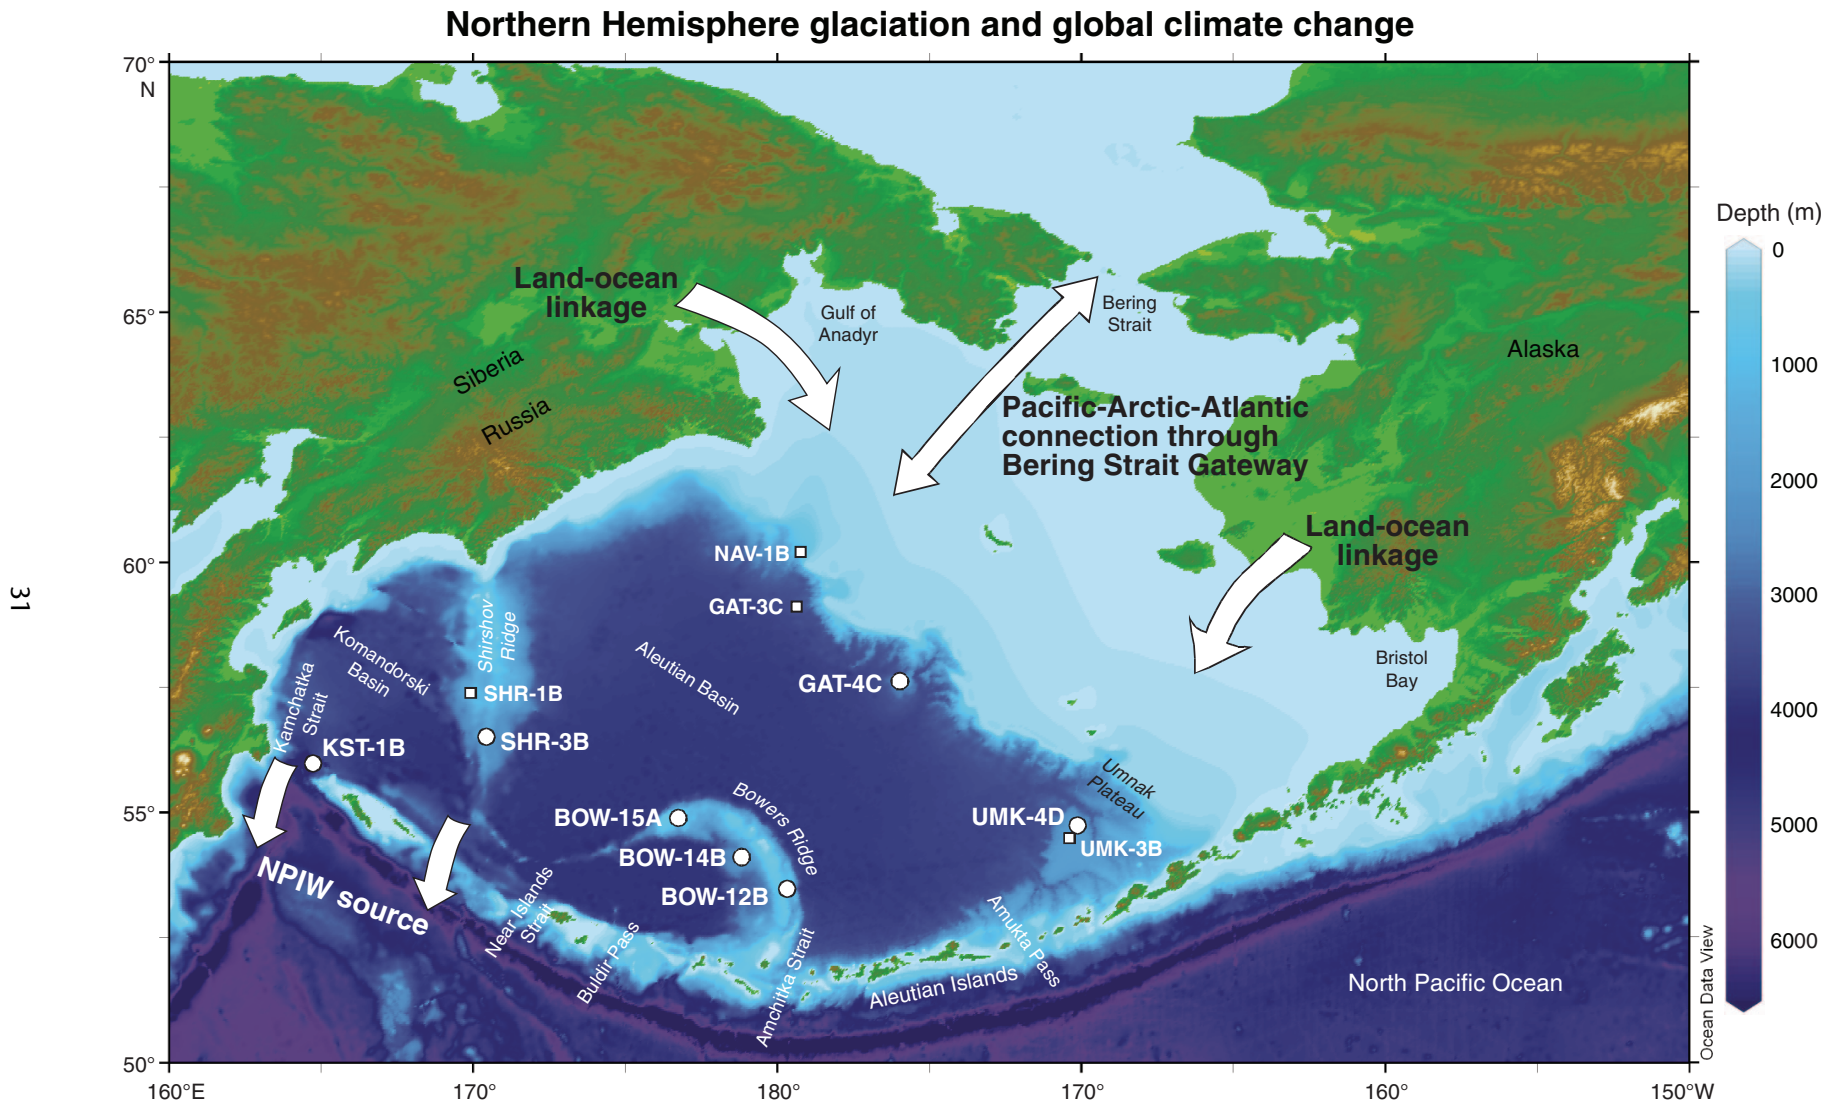 Northern Hemisphere glaciation and global climate change
70°
N
65°
60°
55°
50°
160°E
170°
180°
170°
160°
150°W
31
Land-ocean
linkage
Gulf of
Anadyr
Bering
Strait
Siberia
Russia
Alaska
Pacific-Arctic-Atlantic
connection through
Bering Strait Gateway
Land-ocean
linkage
NAV-1B
GAT-3C
GAT-4C
Shirshov
Ridge
Komandorski
Basin
Aleutian Basin
Bristol
Bay
Kamchatka
Strait
SHR-1B
SHR-3B
KST-1B
Umnak
Plateau
Bowers Ridge
BOW-15A
BOW-14B
BOW-12B
UMK-4D
UMK-3B
NPIW source
Near Islands
Strait
Buldir Pass
Amchitka Strait
Amukta Pass
Aleutian Islands
North Pacific Ocean
Ocean Data View
Depth (m)
0
1000
2000
3000
4000
5000
6000